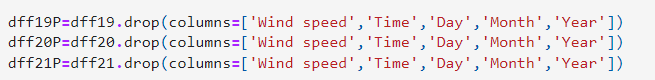 dff19P=dff19.drop(columns=['Wind speed','Time','Day','Month','Year'])
dff20P=dff20.drop(columns=['Wind speed','Time','Day','Month','Year'])
dff21P=dff21.drop(columns=['Wind speed','Time','Day','Month','Year'])